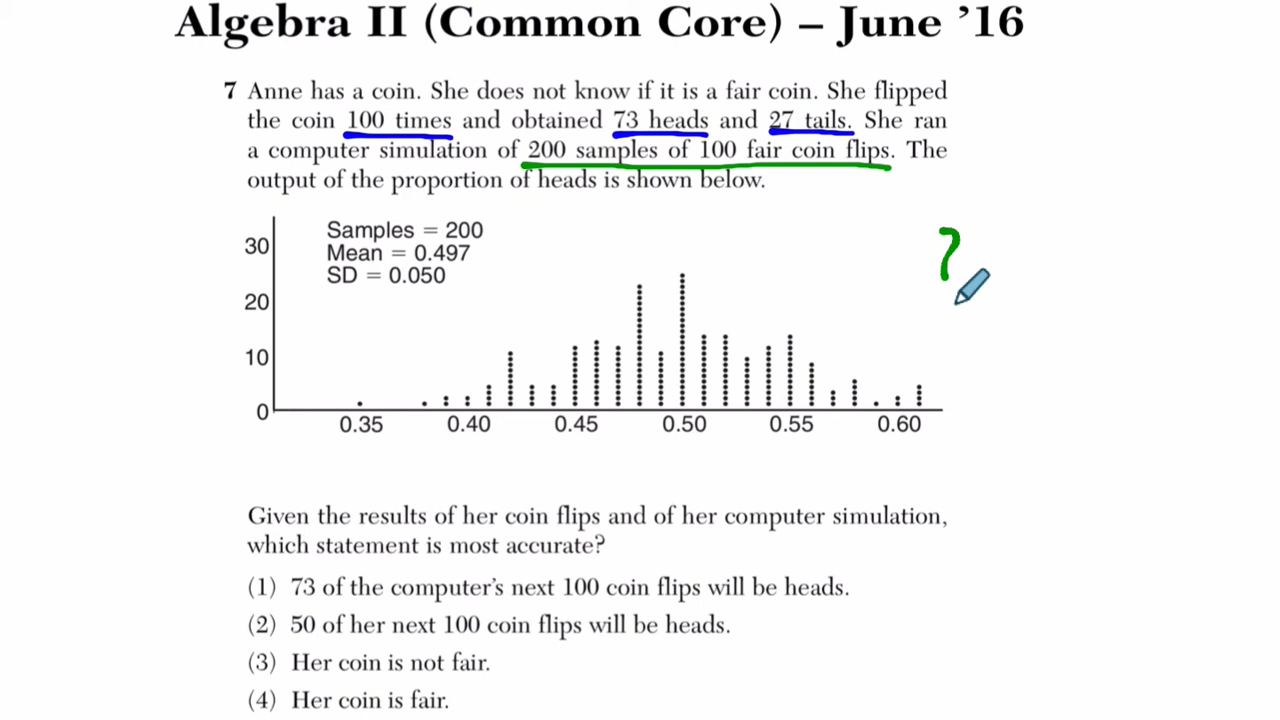 Algebra II (Common Core) – June ’16
7 Anne has a coin. She does not know if it is a fair coin. She flipped
the coin 100 times and obtained 73 heads and 27 tails. She ran
a computer simulation of 200 samples of 100 fair coin flips. The
output of the proportion of heads is shown below.
Samples = 200
Mean = 0.497
SD = 0.050
30
20
10
0
0.35 0.40 0.45 0.50 0.55 0.60
Given the results of her coin flips and of her computer simulation,
which statement is most accurate?
(1) 73 of the computer’s next 100 coin flips will be heads.
(2) 50 of her next 100 coin flips will be heads.
(3) Her coin is not fair.
(4) Her coin is fair.